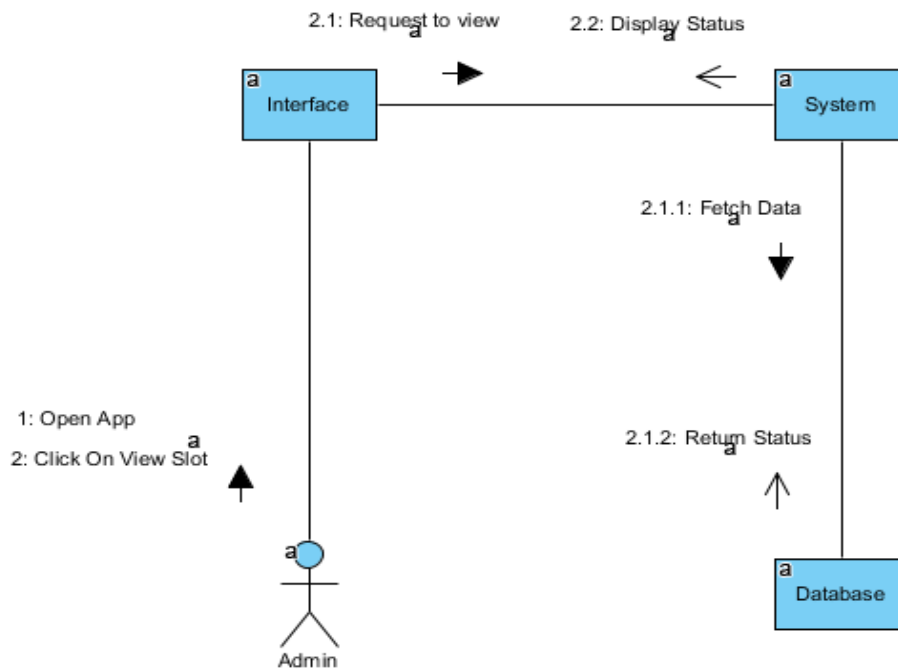 2.1: Request to view
a
2.2: Display Status
a
a
Interface
a
System
2.1.1: Fetch Data
a
1: Open App
a
2: Click On View Slot
2.1.2: Return Status
a
a
Admin
a
Database